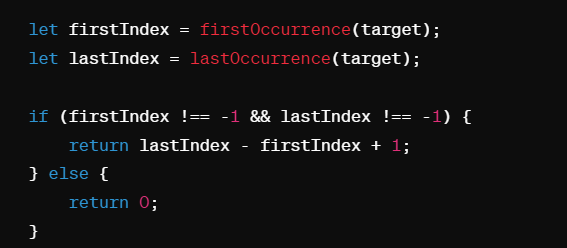 let firstIndex = firstOccurrence(target);
let lastIndex = lastOccurrence(target);

if (firstIndex !== -1 && lastIndex !== -1) {
    return lastIndex - firstIndex + 1;
} else {
    return 0;
}